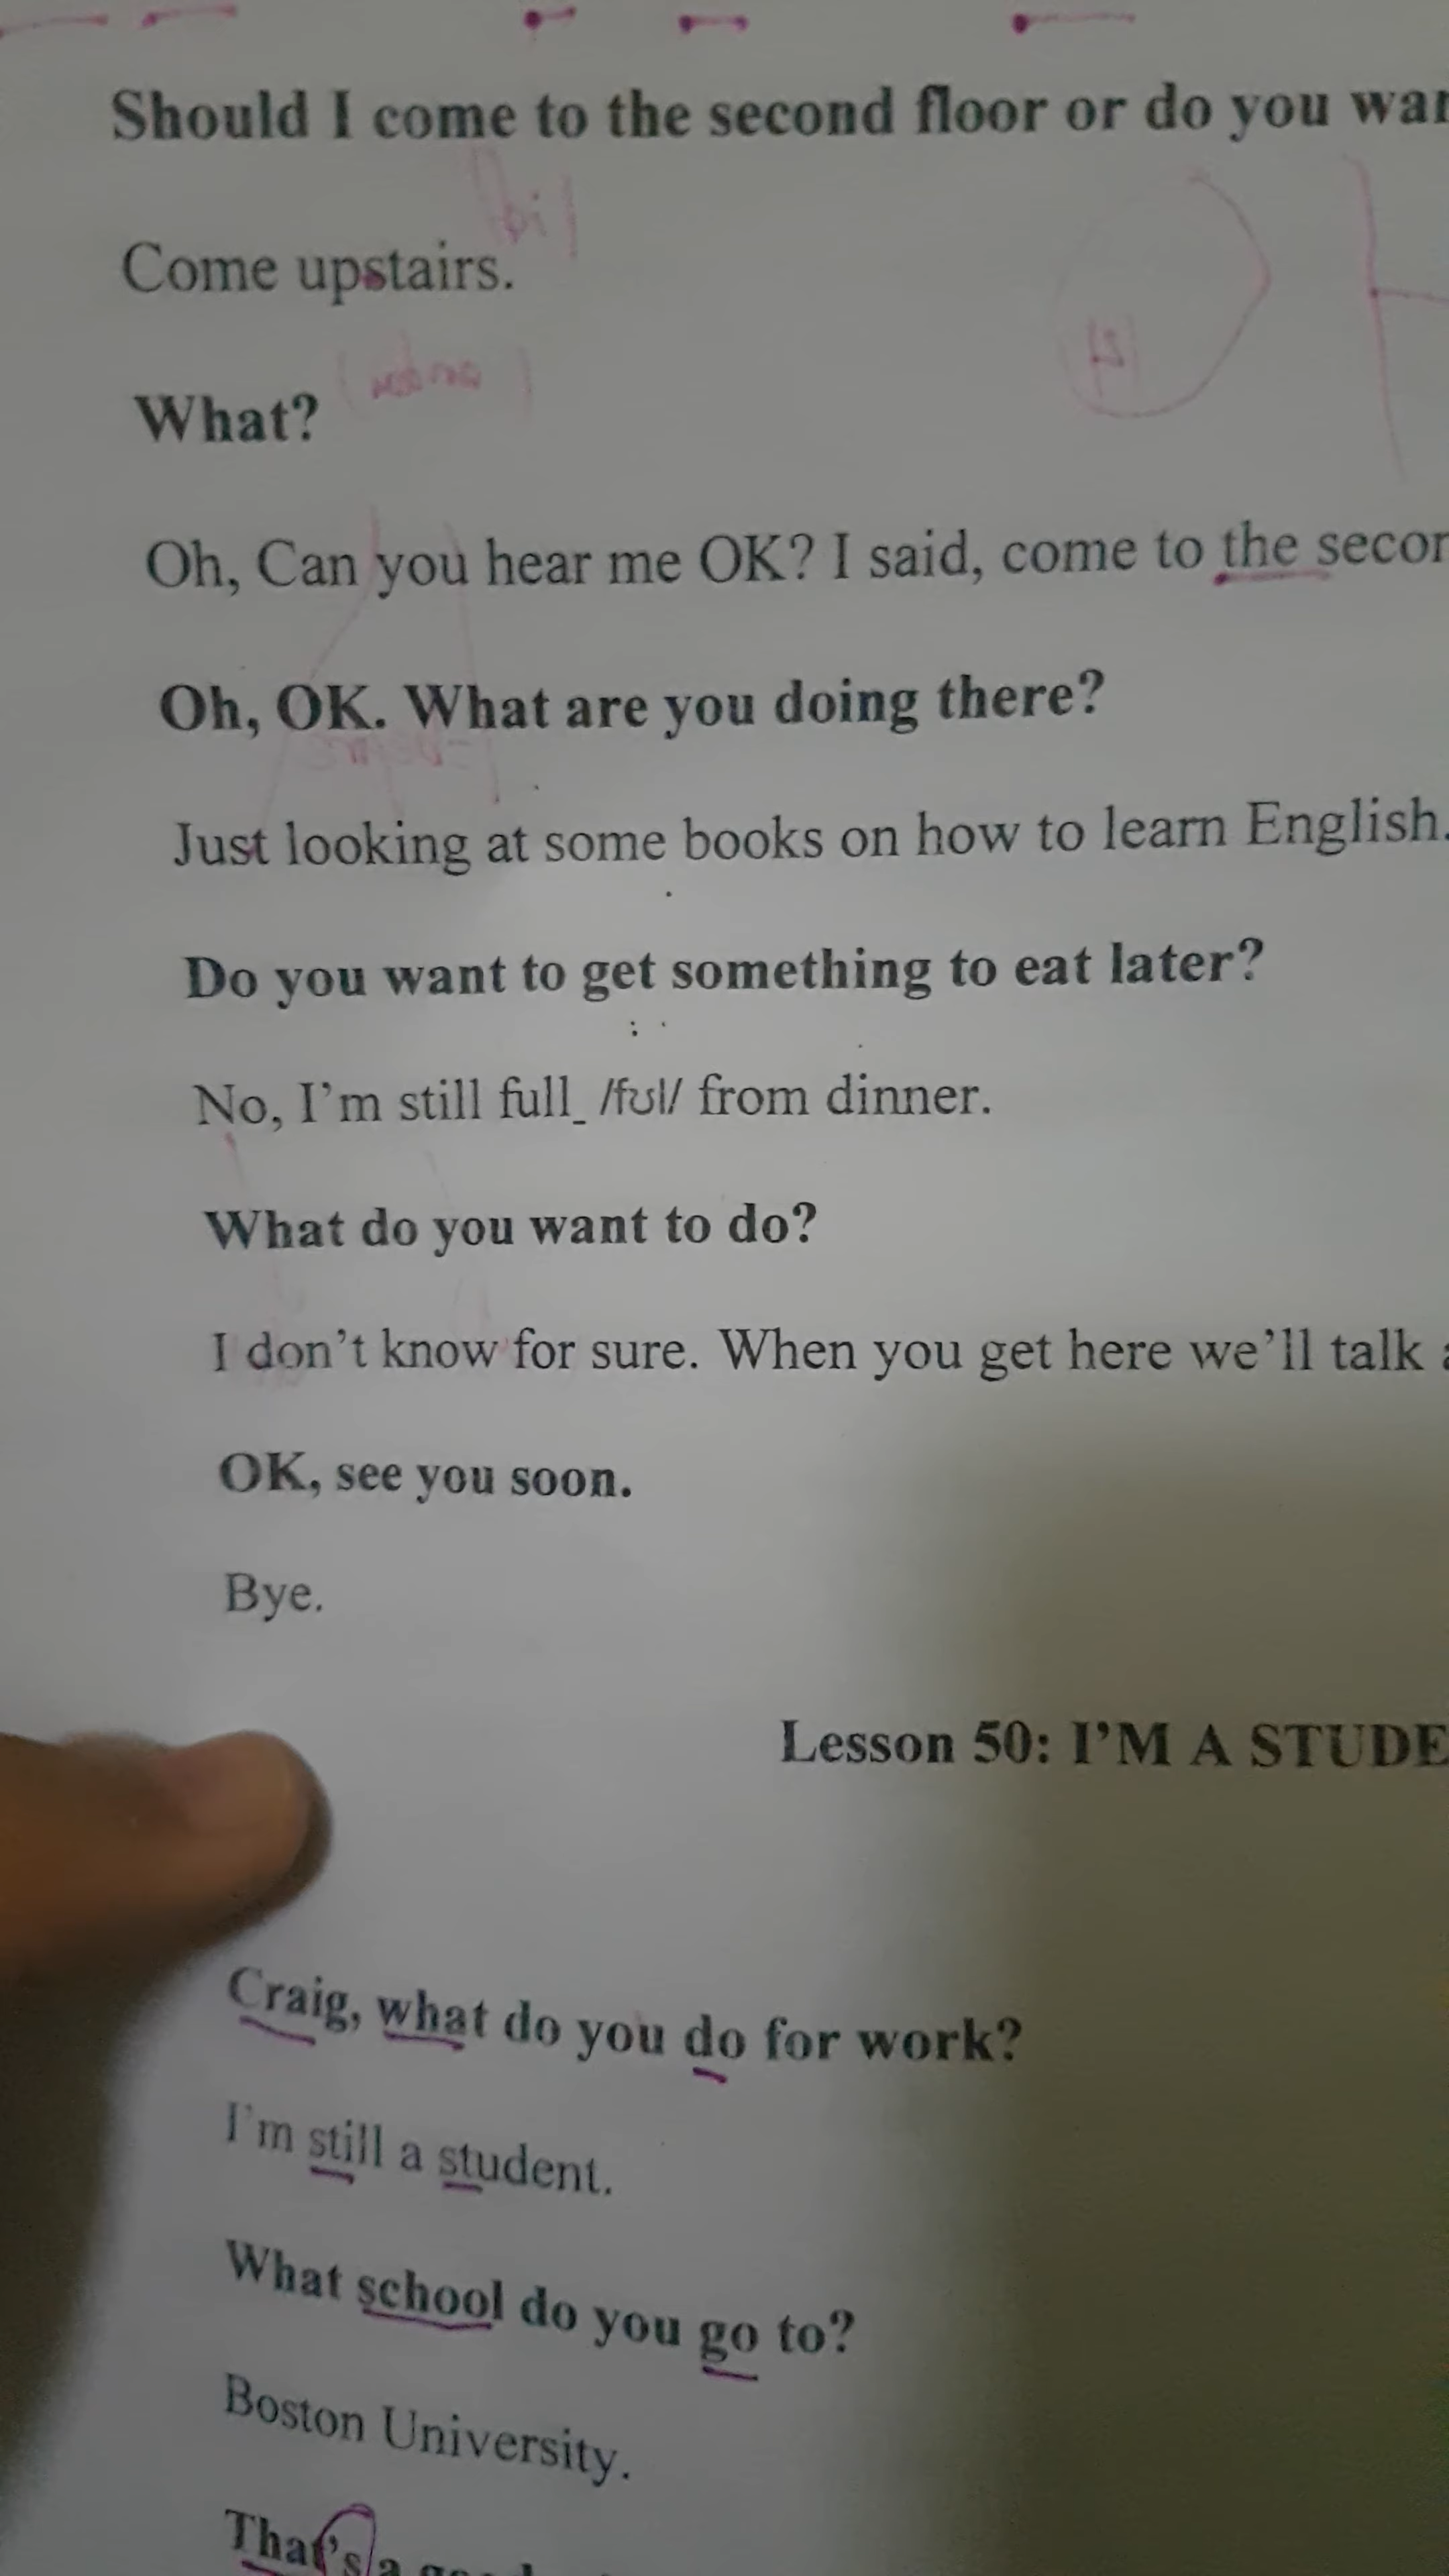 Should I come to the second floor or do you
Come upstairs.
What?
Oh, Can you hear me OK? I said, come to the
Oh, OK. What are you doing there?
Just looking at some books on how to learn English.
Do you want to get something to eat later?
No, I'm still full_ /fʊl/ from dinner.
What do you want to do?
I don't know for sure. When you get here we'll talk
OK, see you soon.
Bye.
Lesson 50: I'M A
Craig, what do you do for work?
I'm still a student.
What school do you go to?
Boston University.
That's a